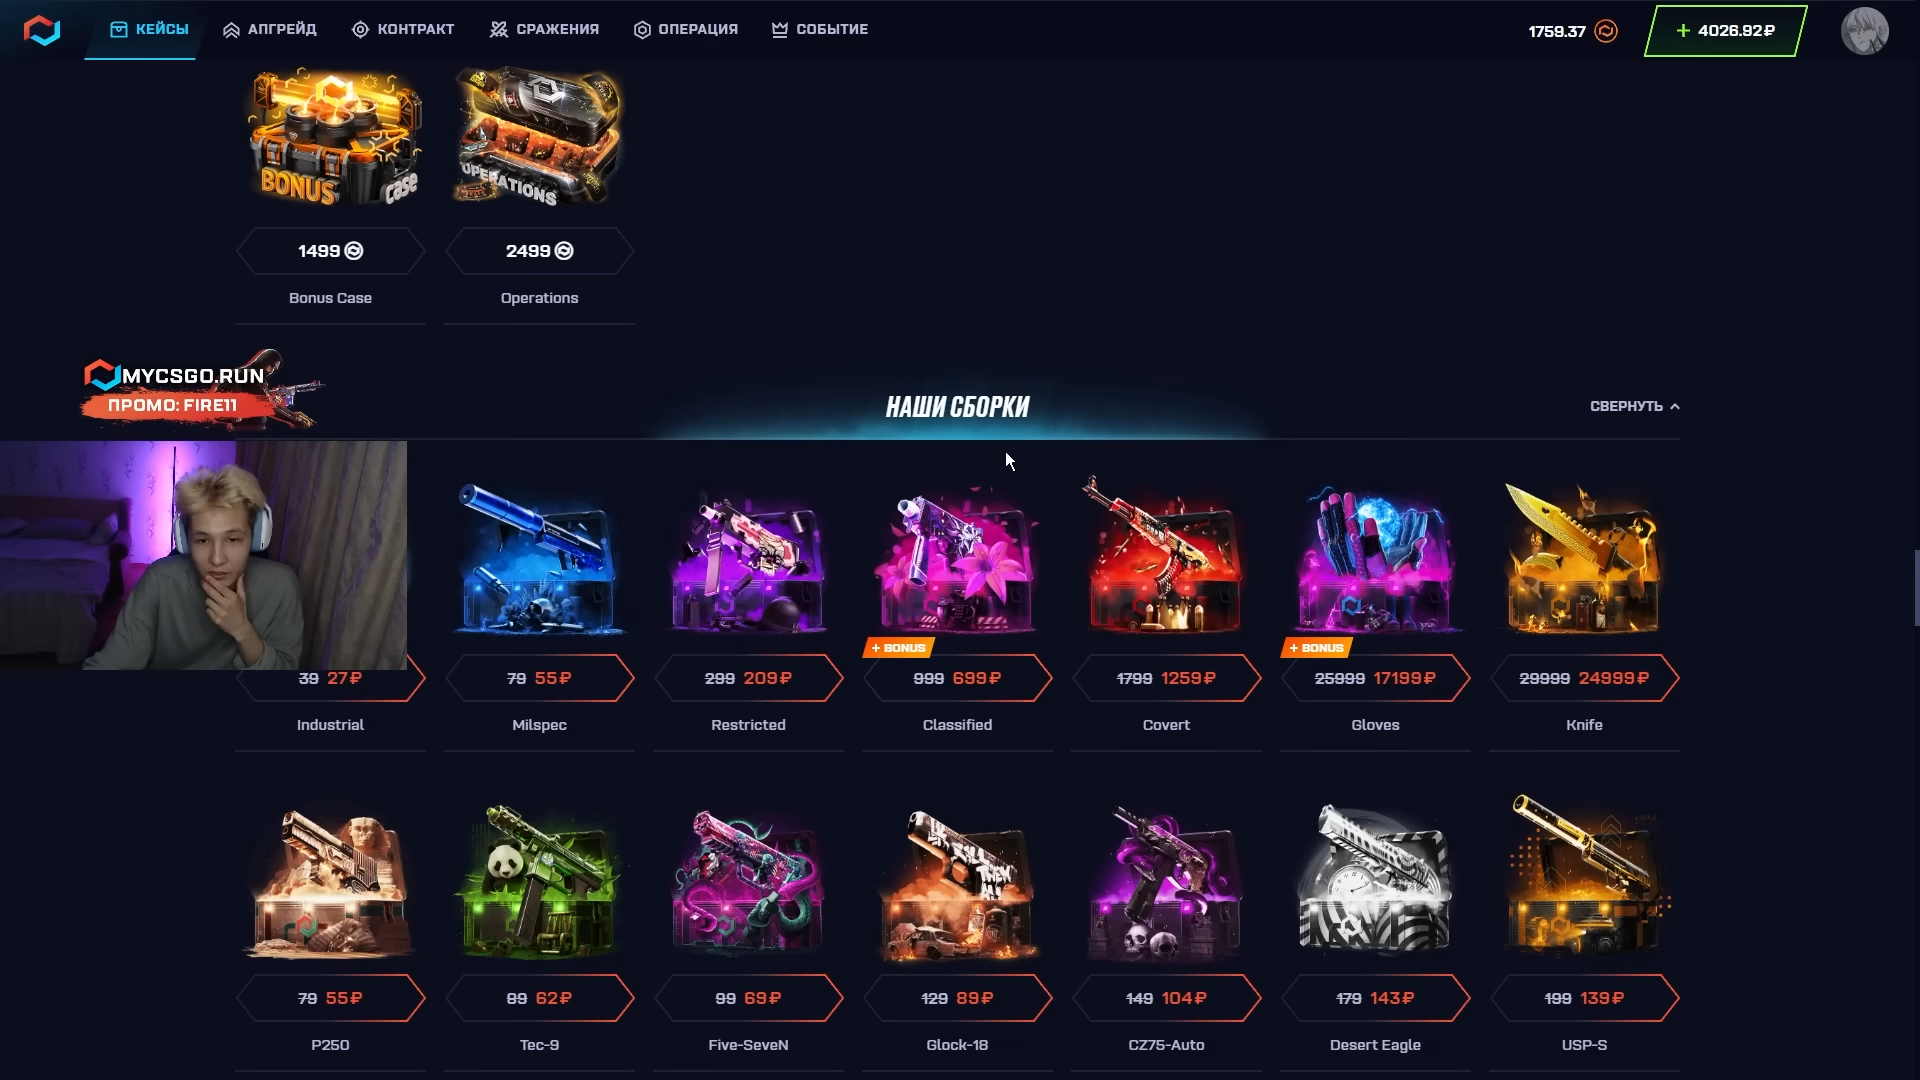 КЕЙСЫ АПГРЕЙД КОНТРАКТ СРАЖЕНИЯ ОПЕРАЦИЯ СОБЫТИЕ 1759.37 + 4026.92₽
BONUS case
OPERATIONS
1499 2499
Bonus Case Operations
MYCSGO.RUN
ПРОМО: FIRE11
НАШИ СБОРКИ СВЕРНУТЬ
+ BONUS + BONUS
39 27₽ 79 55₽ 299 209₽ 999 699₽ 1799 1259₽ 25999 17199₽ 29999 24999₽
Industrial Milspec Restricted Classified Covert Gloves Knife
79 55₽ 89 62₽ 99 69₽ 129 89₽ 149 104₽ 179 143₽ 199 139₽
P250 Tec-9 Five-SeveN Glock-18 CZ75-Auto Desert Eagle USP-S